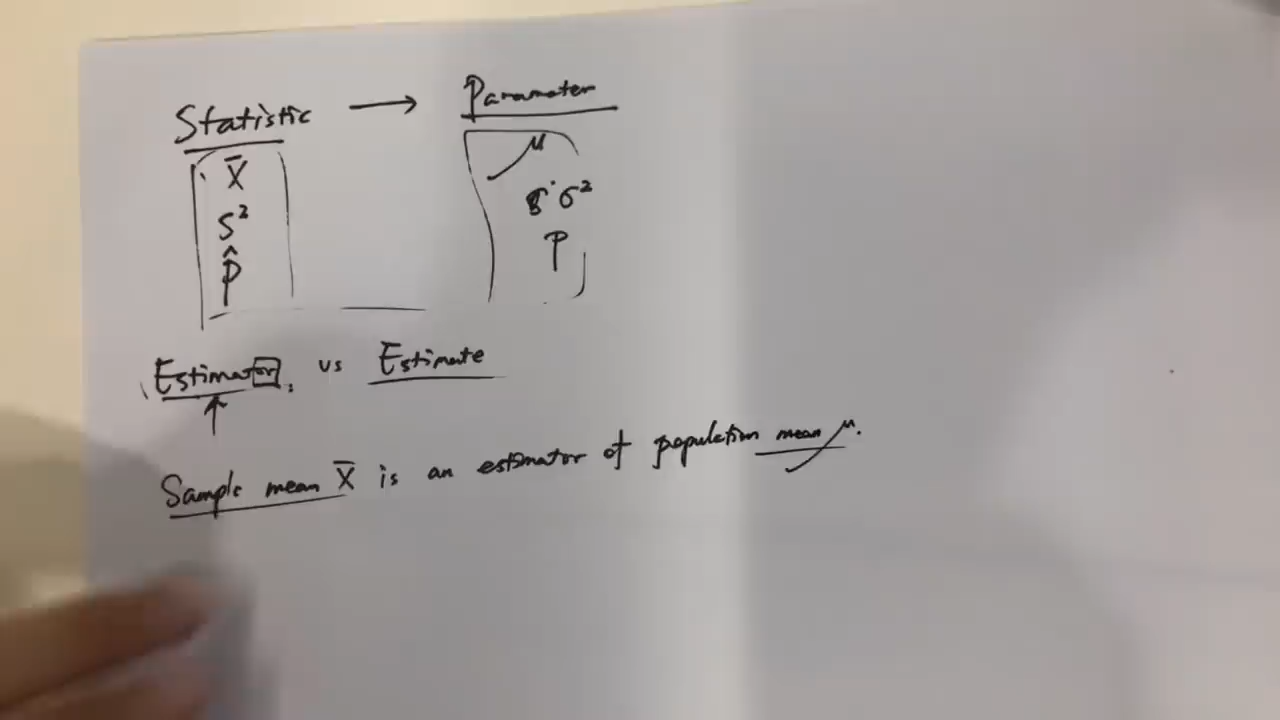 Statistic → Parameter
X̄ μ
S² σ²
p̂ P
Estimator, vs Estimate
↑
Sample mean X̄ is an estimator of population mean μ.